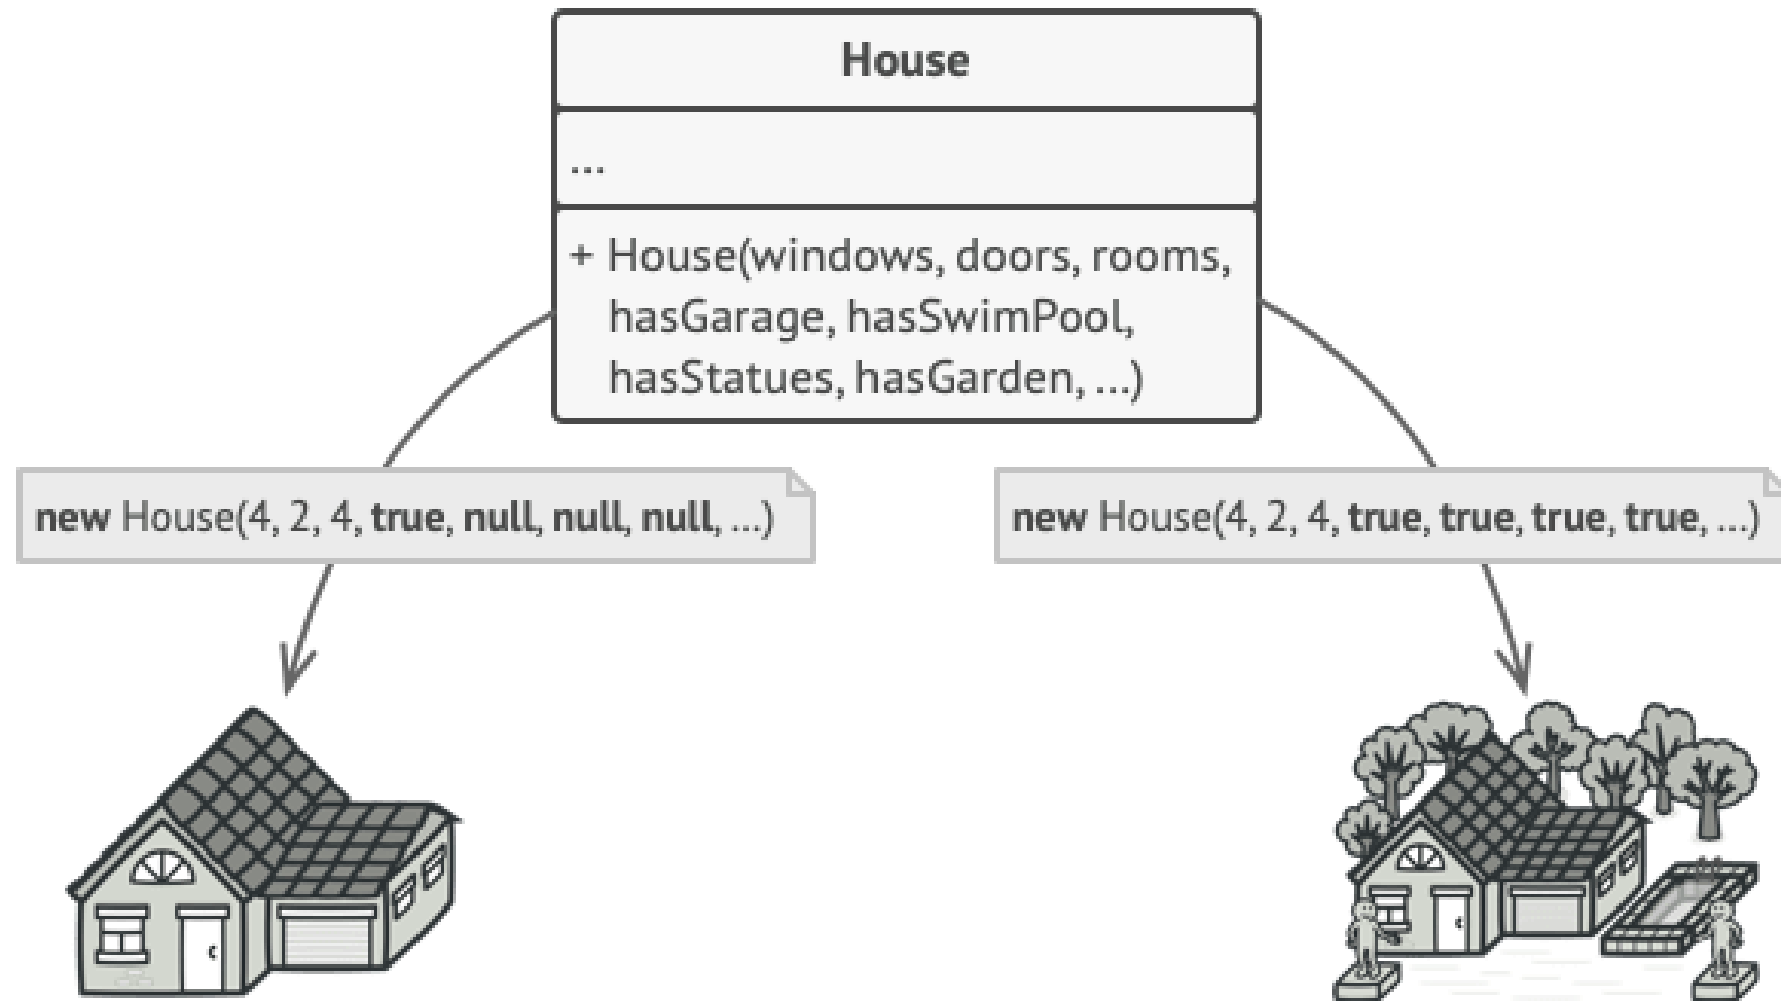 House
...
+ House(windows, doors, rooms,
hasGarage, hasSwimPool,
hasStatues, hasGarden, ...)
new House(4, 2, 4, true, null, null, null, ...)
new House(4, 2, 4, true, true, true, true, ...)